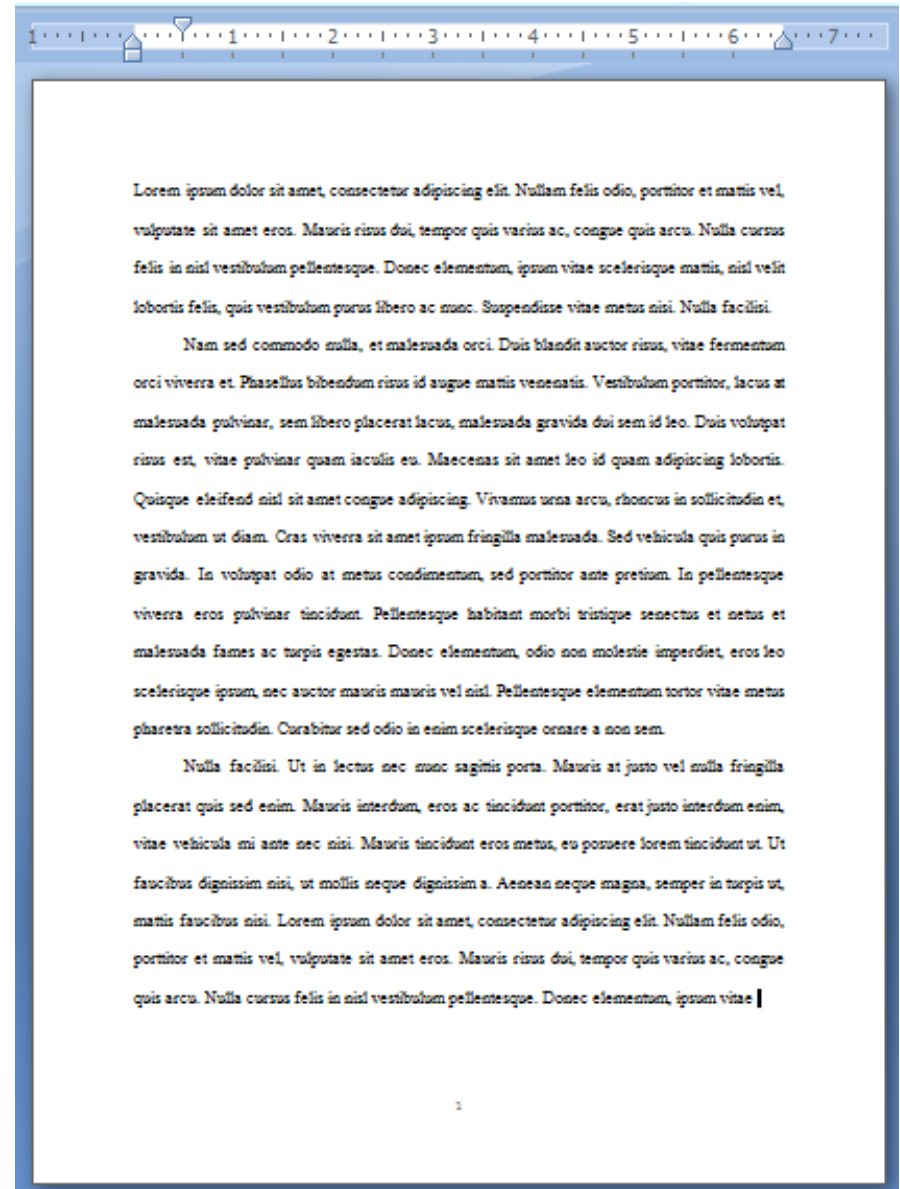 1 1 2 3 4 5 6 7
Lorem ipsum dolor sit amet, consectetur adipiscing elit. Nullam felis odio, porttitor et mattis vel,
vulputate sit amet eros. Mauris risus dui, tempor quis varius ac, congue quis arcu. Nulla cursus
felis in nisl vestibulum pellentesque. Donec elementum, ipsum vitae scelerisque mattis, nisl velit
lobortis felis, quis vestibulum purus libero ac nunc. Suspendisse vitae metus nisi. Nulla facilisi.
Nam sed commodo nulla, et malesuada orci. Duis blandit auctor risus, vitae fermentum
orci viverra et. Phasellus bibendum risus id augue mattis venenatis. Vestibulum porttitor, lacus at
malesuada pulvinar, sem libero placerat lacus, malesuada gravida dui sem id leo. Duis volutpat
risus est, vitae pulvinar quam iaculis eu. Maecenas sit amet leo id quam adipiscing lobortis.
Quisque eleifend nisl sit amet congue adipiscing. Vivamus urna arcu, rhoncus in sollicitudin et,
vestibulum ut diam. Cras viverra sit amet ipsum fringilla malesuada. Sed vehicula quis purus in
gravida. In volutpat odio at metus condimentum, sed porttitor ante pretium. In pellentesque
viverra eros pulvinar tincidunt. Pellentesque habitant morbi tristique senectus et netus et
malesuada fames ac turpis egestas. Donec elementum, odio non molestie imperdiet, eros leo
scelerisque ipsum, nec auctor mauris mauris vel nisl. Pellentesque elementum tortor vitae metus
pharetra sollicitudin. Curabitur sed odio in enim scelerisque ornare a non sem.
Nulla facilisi. Ut in lectus nec nunc sagittis porta. Mauris at justo vel nulla fringilla
placerat quis sed enim. Mauris interdum, eros ac tincidunt porttitor, erat justo interdum enim,
vitae vehicula mi ante nec nisi. Mauris tincidunt eros metus, eu posuere lorem tincidunt ut. Ut
faucibus dignissim nisi, ut mollis neque dignissim a. Aenean neque magna, semper in turpis ut,
mattis faucibus nisi. Lorem ipsum dolor sit amet, consectetur adipiscing elit. Nullam felis odio,
porttitor et mattis vel, vulputate sit amet eros. Mauris risus dui, tempor quis varius ac, congue
quis arcu. Nulla cursus felis in nisl vestibulum pellentesque. Donec elementum, ipsum vitae